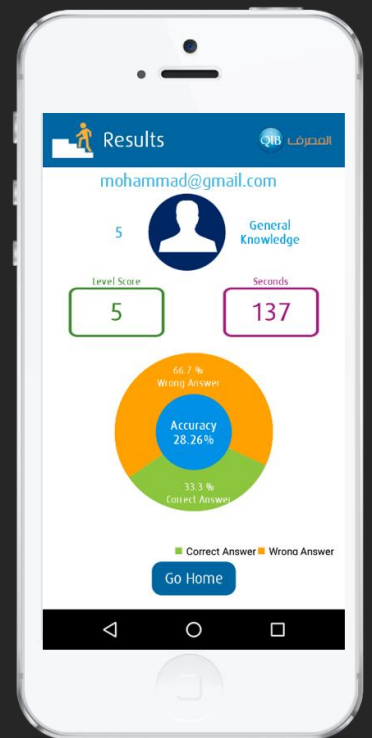 Results
QIB المصرف
mohammad@gmail.com
5
General
Knowledge
Level Score
Seconds
5
137
66.7 %
Wrong Answer
Accuracy
28.26%
33.3 %
Correct Answer
Correct Answer Wrong Answer
Go Home